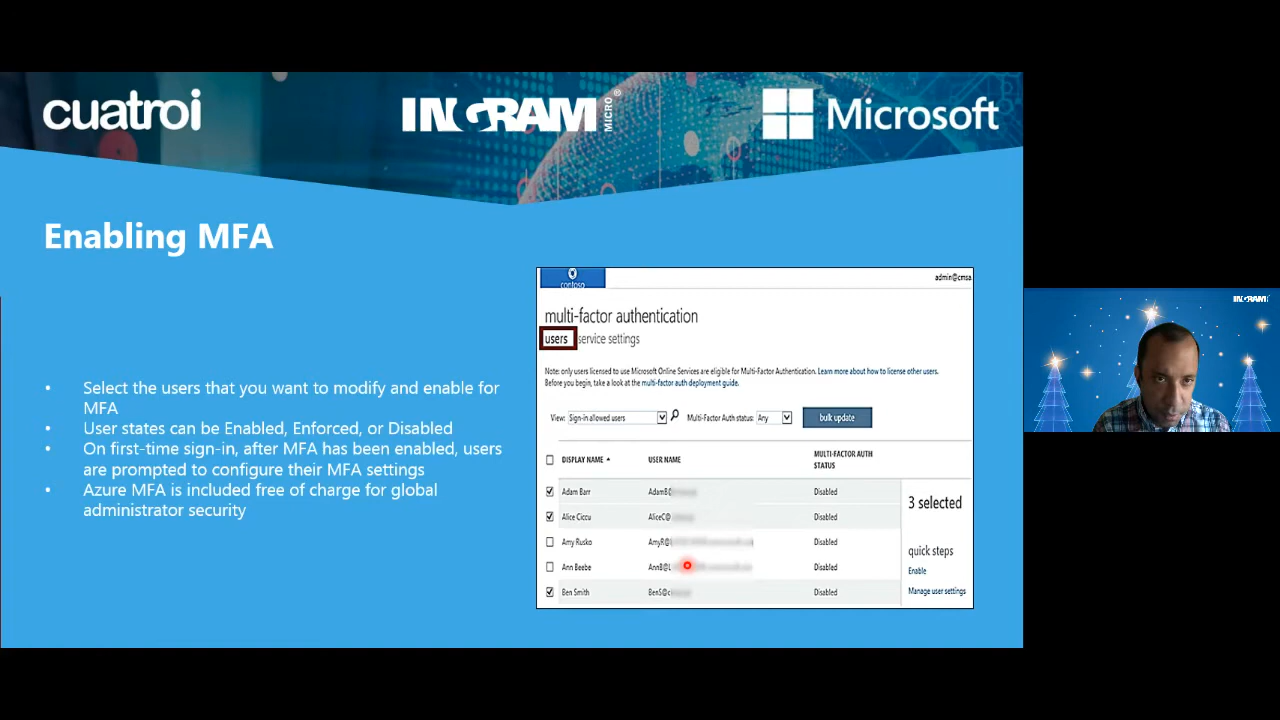 cuatroi
INGRAM MICRO®
Microsoft
Enabling MFA
• Select the users that you want to modify and enable for
MFA
• User states can be Enabled, Enforced, or Disabled
• On first-time sign-in, after MFA has been enabled, users
are prompted to configure their MFA settings
• Azure MFA is included free of charge for global
administrator security
contoso
admin@cmsa
multi-factor authentication
users service settings
Note: only users licensed to use Microsoft Online Services are eligible for Multi-Factor Authentication. Learn more about how to license other users.
Before you begin, take a look at the multi-factor auth deployment guide.
View: Sign-in allowed users Multi-Factor Auth status: Any bulk update
DISPLAY NAME USER NAME MULTI-FACTOR AUTH
STATUS
Adam Barr AdamB@ Disabled
Alice Ciccu AliceC@ Disabled
Amy Rusko AmyR@ Disabled
Ann Beebe AnnB@ Disabled
Ben Smith BenS@ Disabled
3 selected
quick steps
Enable
Manage user settings
INGRAM